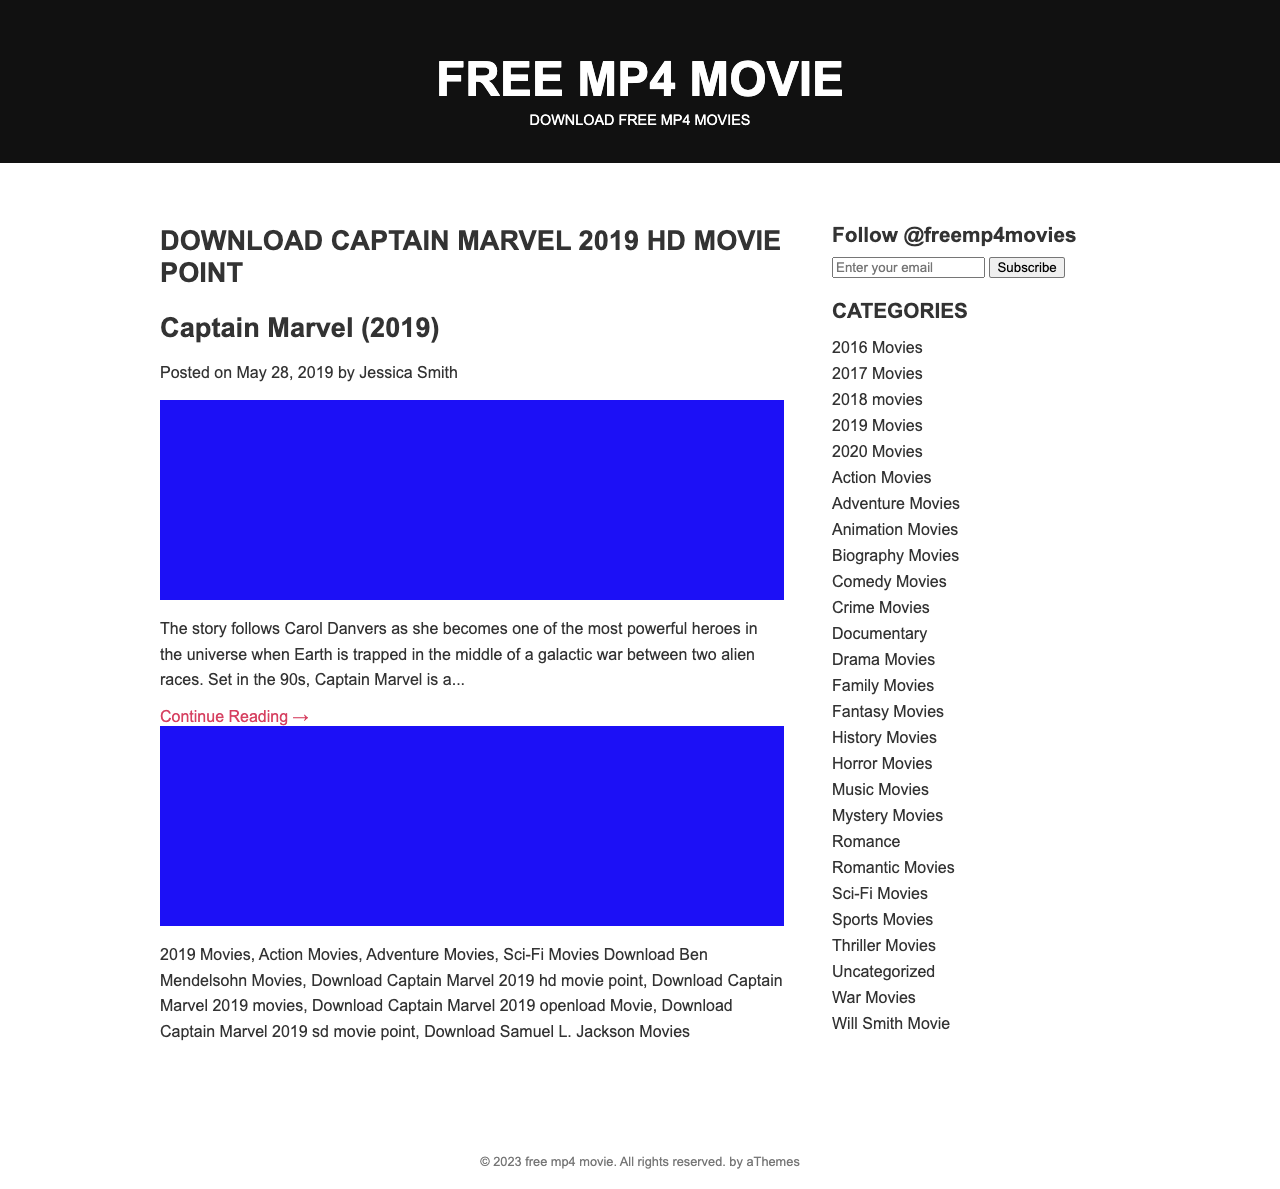 FREE MP4 MOVIE
DOWNLOAD FREE MP4 MOVIES
DOWNLOAD CAPTAIN MARVEL 2019 HD MOVIE
POINT
Captain Marvel (2019)
Posted on May 28, 2019 by Jessica Smith
The story follows Carol Danvers as she becomes one of the most powerful heroes in
the universe when Earth is trapped in the middle of a galactic war between two alien
races. Set in the 90s, Captain Marvel is a...
Continue Reading →
2019 Movies, Action Movies, Adventure Movies, Sci-Fi Movies Download Ben
Mendelsohn Movies, Download Captain Marvel 2019 hd movie point, Download Captain
Marvel 2019 movies, Download Captain Marvel 2019 openload Movie, Download
Captain Marvel 2019 sd movie point, Download Samuel L. Jackson Movies
Follow @freemp4movies
Enter your email Subscribe
CATEGORIES
2016 Movies
2017 Movies
2018 movies
2019 Movies
2020 Movies
Action Movies
Adventure Movies
Animation Movies
Biography Movies
Comedy Movies
Crime Movies
Documentary
Drama Movies
Family Movies
Fantasy Movies
History Movies
Horror Movies
Music Movies
Mystery Movies
Romance
Romantic Movies
Sci-Fi Movies
Sports Movies
Thriller Movies
Uncategorized
War Movies
Will Smith Movie
© 2023 free mp4 movie. All rights reserved. by aThemes